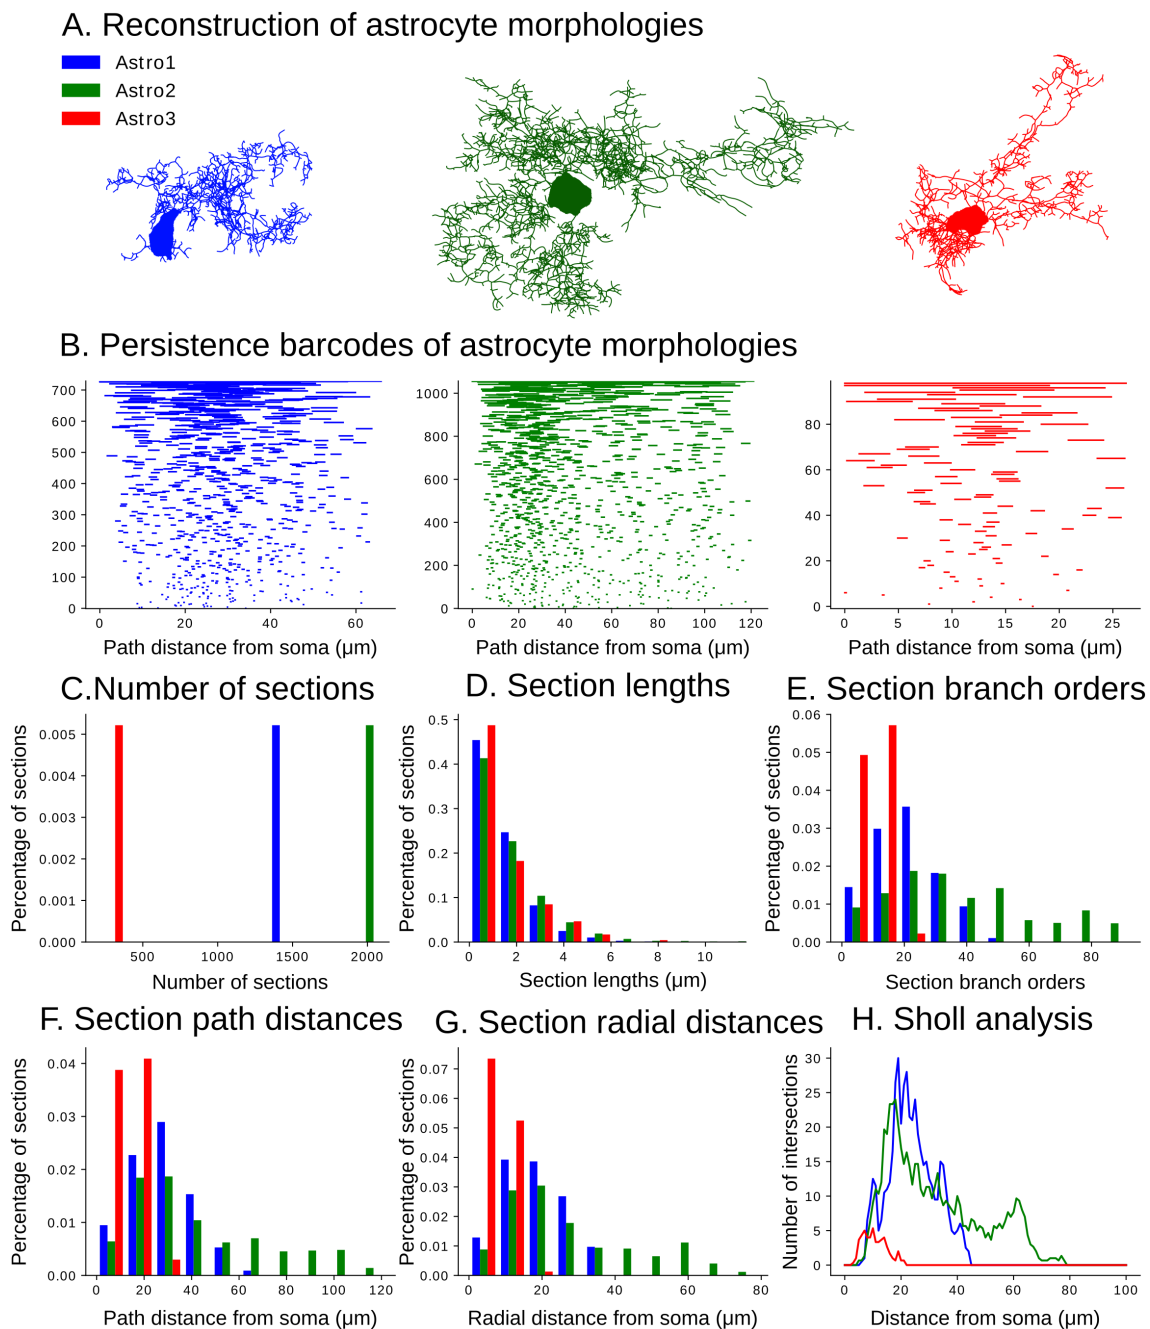 A. Reconstruction of astrocyte morphologies
Astro1
Astro2
Astro3
B. Persistence barcodes of astrocyte morphologies
700
600
500
400
300
200
100
0
0 20 40 60
Path distance from soma (μm)
1000
800
600
400
200
0
0 20 40 60 80 100 120
Path distance from soma (μm)
80
60
40
20
0
0 5 10 15 20 25
Path distance from soma (μm)
C.Number of sections
Percentage of sections
0.005
0.004
0.003
0.002
0.001
0.000
500 1000 1500 2000
Number of sections
D. Section lengths
Percentage of sections
0.5
0.4
0.3
0.2
0.1
0.0
0 2 4 6 8 10
Section lengths (μm)
E. Section branch orders
Percentage of sections
0.06
0.05
0.04
0.03
0.02
0.01
0.00
0 20 40 60 80
Section branch orders
F. Section path distances
Percentage of sections
0.04
0.03
0.02
0.01
0.00
0 20 40 60 80 100 120
Path distance from soma (μm)
G. Section radial distances
Percentage of sections
0.07
0.06
0.05
0.04
0.03
0.02
0.01
0.00
0 20 40 60 80
Radial distance from soma (μm)
H. Sholl analysis
Number of intersections
30
25
20
15
10
5
0
0 20 40 60 80 100
Distance from soma (μm)